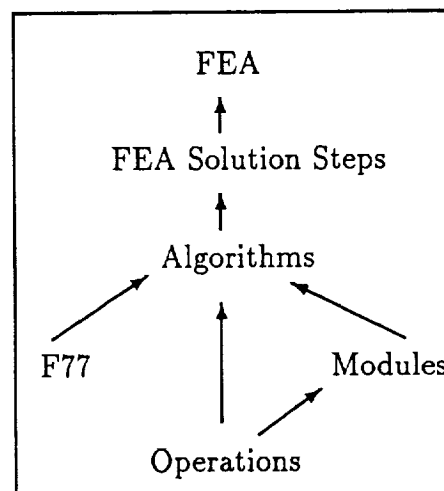 FEA
FEA Solution Steps
Algorithms
F77 Modules
Operations